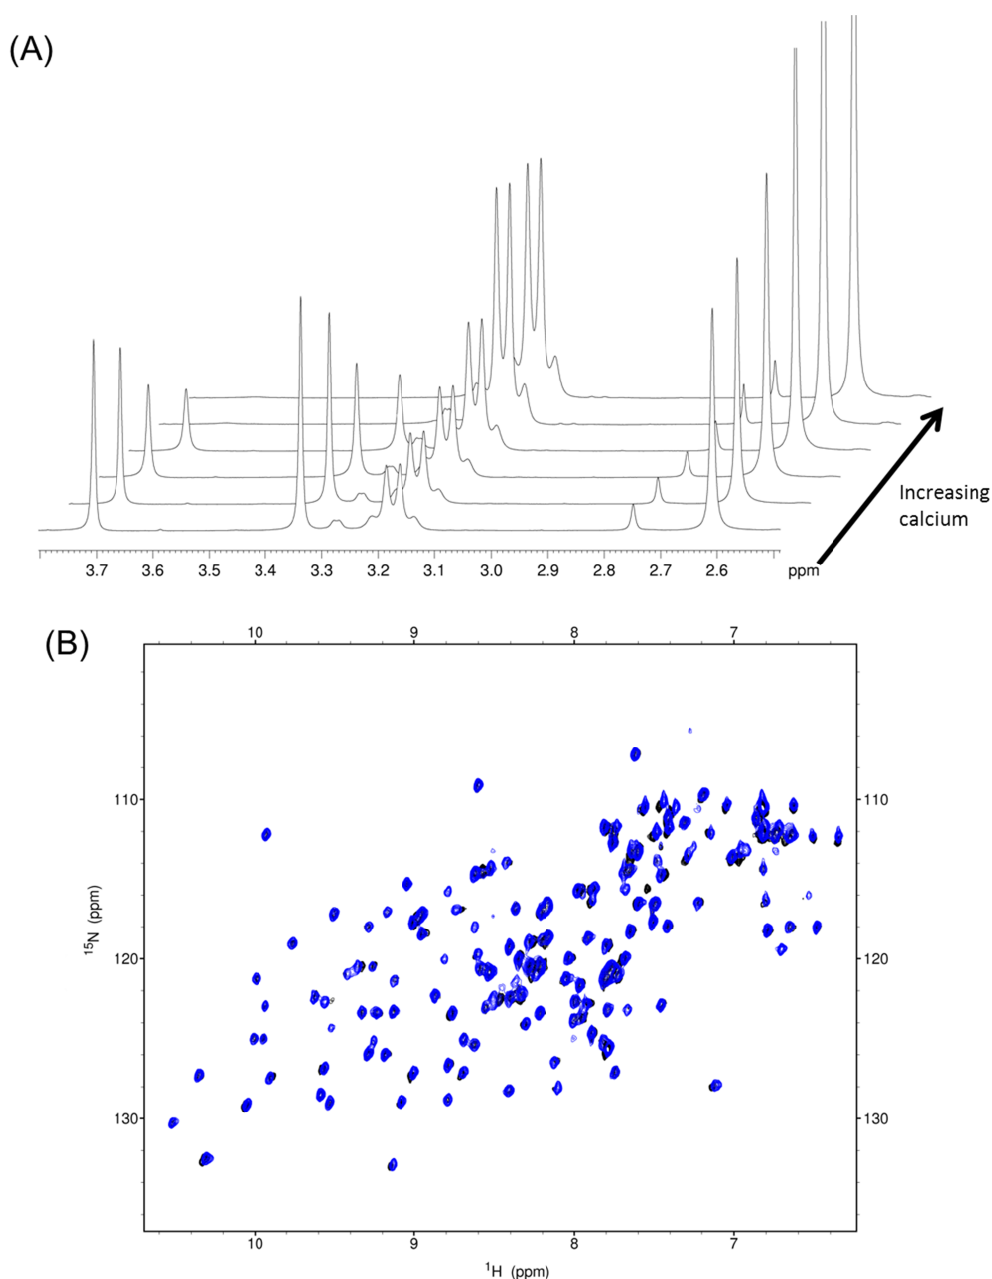 (A)
Increasing
calcium
3.7 3.6 3.5 3.4 3.3 3.2 3.1 3.0 2.9 2.8 2.7 2.6 ppm
(B)
10 9 8 7
110 110
120 120
130 130
¹⁵N (ppm)
10 9 8 7
¹H (ppm)